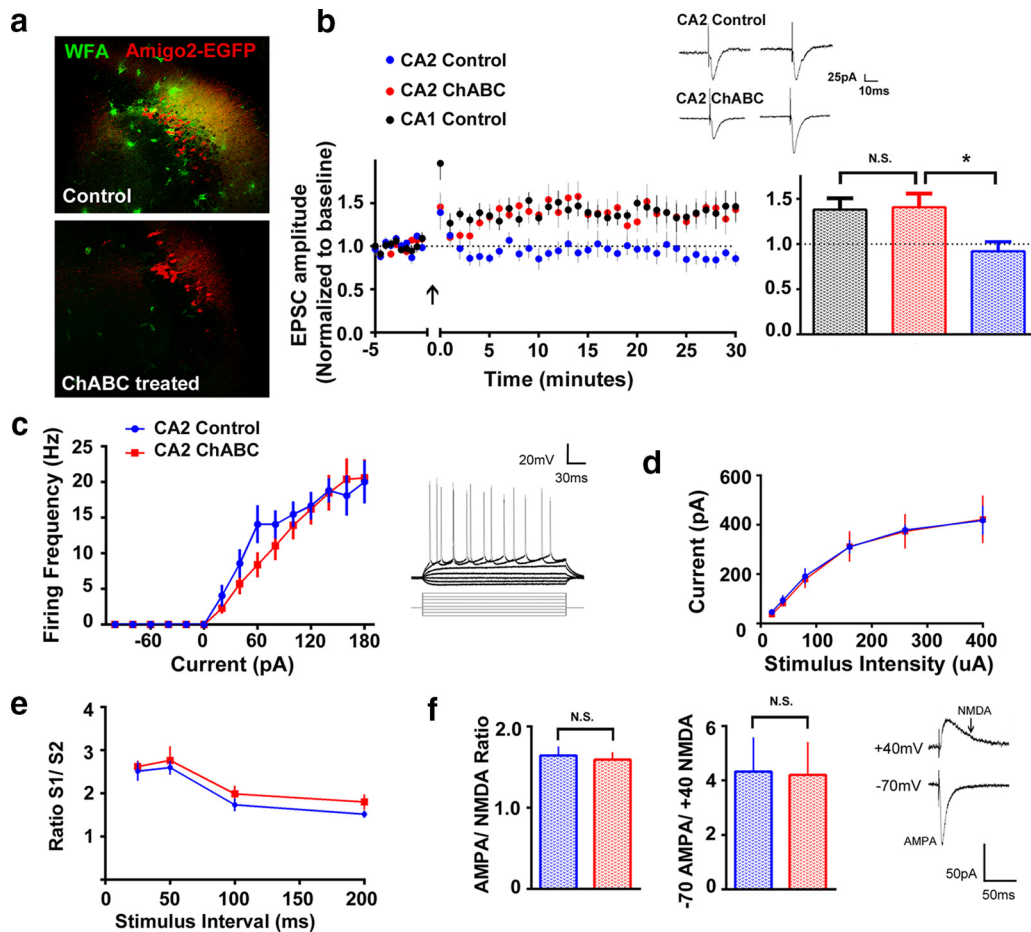 a
WFA Amigo2-EGFP
Control
ChABC treated
b
CA2 Control
CA2 ChABC
CA1 Control
CA2 Control
25pA
10ms
CA2 ChABC
EPSC amplitude
(Normalized to baseline)
1.5
1.0
0.5
0.0
-5
0.0
5
10
15
20
25
30
Time (minutes)
N.S.
*
1.5
1.0
0.5
0.0
c
CA2 Control
CA2 ChABC
Firing Frequency (Hz)
25
20
15
10
5
0
-60
0
60
120
180
Current (pA)
20mV
30ms
d
Current (pA)
600
400
200
0
0
100
200
300
400
Stimulus Intensity (uA)
e
Ratio S1/ S2
4
3
2
1
0
50
100
150
200
Stimulus Interval (ms)
f
AMPA/ NMDA Ratio
2.0
1.0
0
N.S.
-70 AMPA/ +40 NMDA
6
4
2
0
N.S.
NMDA
+40mV
-70mV
AMPA
50pA
50ms